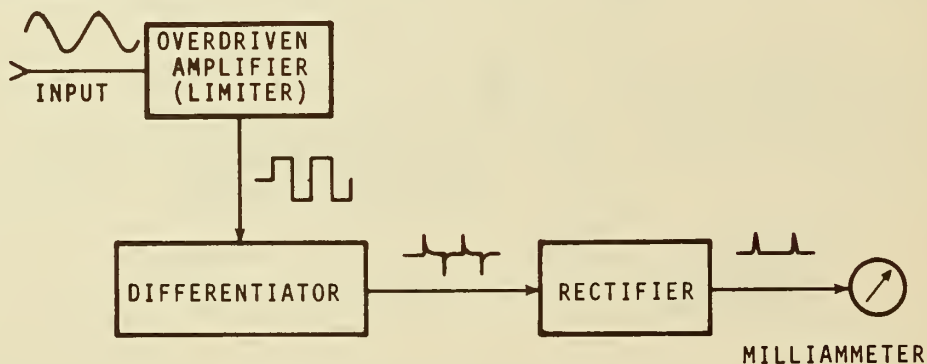 OVERDRIVEN
AMPLIFIER
(LIMITER)
INPUT
DIFFERENTIATOR
RECTIFIER
MILLIAMMETER